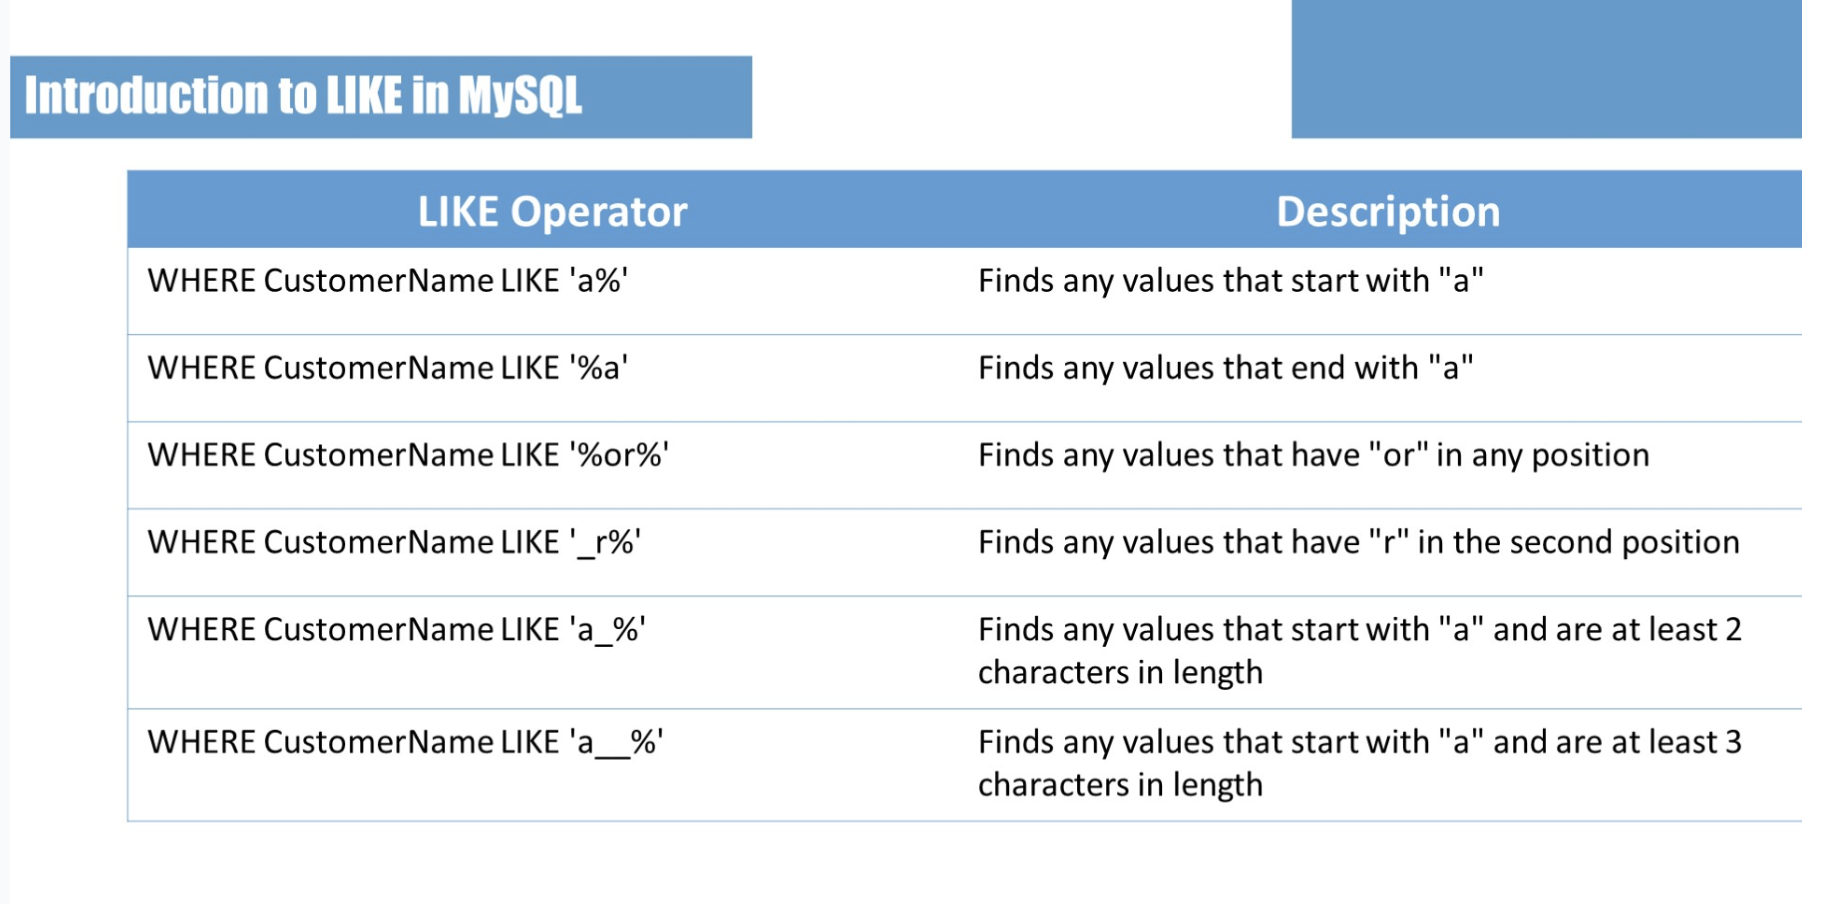 Introduction to LIKE in MySQL
LIKE Operator Description
WHERE CustomerName LIKE 'a%' Finds any values that start with "a"
WHERE CustomerName LIKE '%a' Finds any values that end with "a"
WHERE CustomerName LIKE '%or%' Finds any values that have "or" in any position
WHERE CustomerName LIKE '_r%' Finds any values that have "r" in the second position
WHERE CustomerName LIKE 'a_%' Finds any values that start with "a" and are at least 2
characters in length
WHERE CustomerName LIKE 'a__%' Finds any values that start with "a" and are at least 3
characters in length